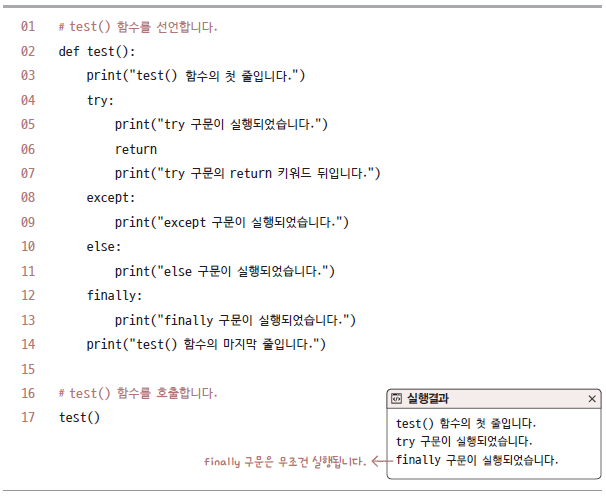 01 # test() 함수를 선언합니다.
02 def test():
03     print("test() 함수의 첫 줄입니다.")
04     try:
05         print("try 구문이 실행되었습니다.")
06         return
07         print("try 구문의 return 키워드 뒤입니다.")
08     except:
09         print("except 구문이 실행되었습니다.")
10     else:
11         print("else 구문이 실행되었습니다.")
12     finally:
13         print("finally 구문이 실행되었습니다.")
14     print("test() 함수의 마지막 줄입니다.")
15
16 # test() 함수를 호출합니다.
17 test()
실행결과
test() 함수의 첫 줄입니다.
try 구문이 실행되었습니다.
finally 구문이 실행되었습니다.
finally 구문은 무조건 실행됩니다.